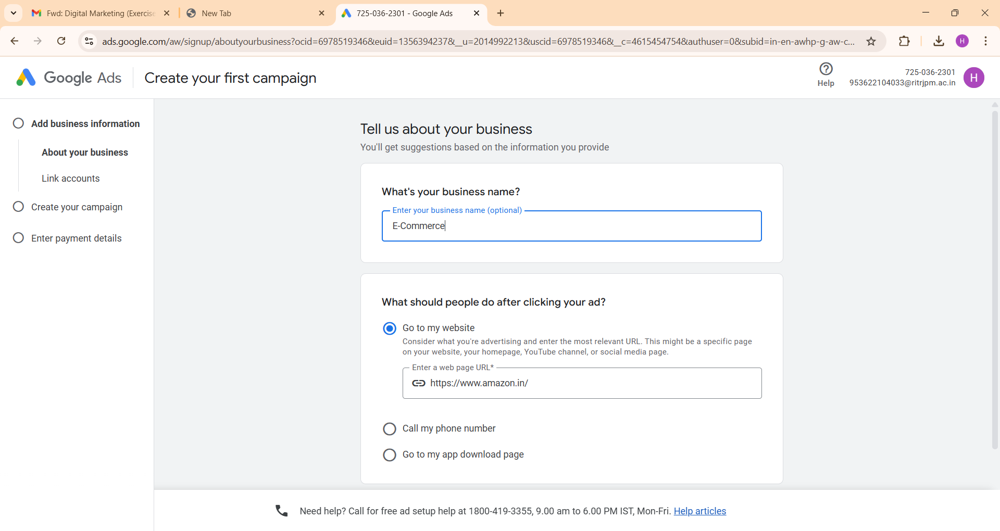 Fwd: Digital Marketing (Exercise
New Tab
725-036-2301 - Google Ads
ads.google.com/aw/signup/aboutyourbusiness?ocid=6978519346&euid=1356394237&__u=2014992213&uscid=6978519346&__c=4615454754&authuser=0&subid=in-en-awhp-g-aw-c...
H
Google Ads
Create your first campaign
Help
725-036-2301
953622104033@ritrjpm.ac.in
H
Add business information
About your business
Link accounts
Create your campaign
Enter payment details
Tell us about your business
You'll get suggestions based on the information you provide
What's your business name?
Enter your business name (optional)
E-Commerce
What should people do after clicking your ad?
Go to my website
Consider what you're advertising and enter the most relevant URL. This might be a specific page
on your website, your homepage, YouTube channel, or social media page.
Enter a web page URL*
https://www.amazon.in/
Call my phone number
Go to my app download page
Need help? Call for free ad setup help at 1800-419-3355, 9.00 am to 6.00 PM IST, Mon-Fri. Help articles